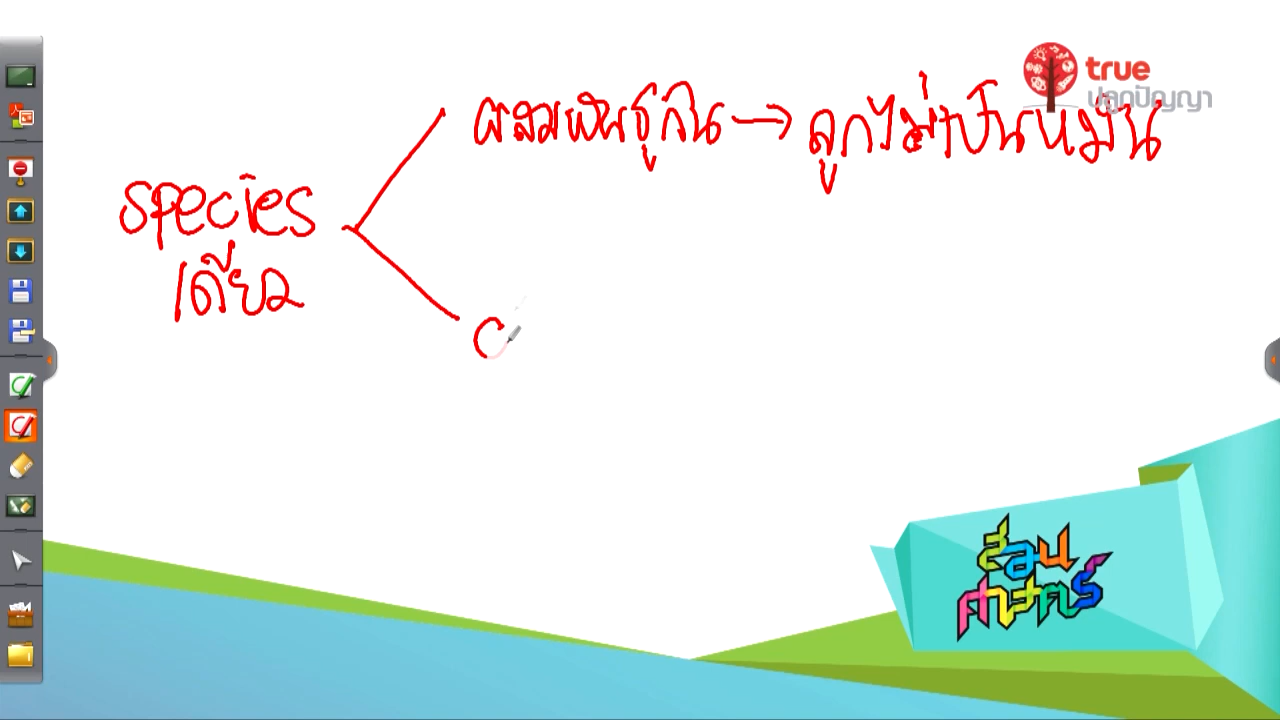 true
ปลูกปัญญา
ผสมพันธุ์กัน → ลูกไม่เป็นหมัน
species
เดียว
สอน
ศาสตร์